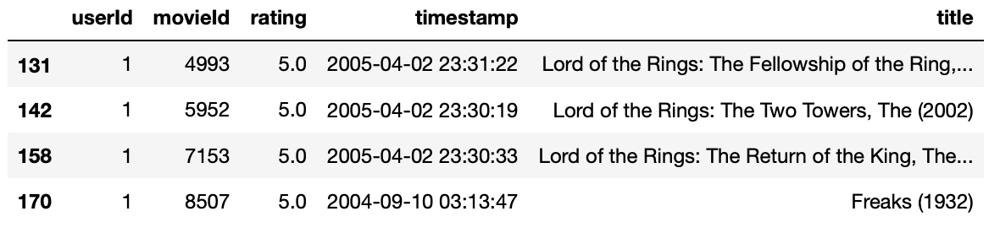 userId movieId rating timestamp title
131 1 4993 5.0 2005-04-02 23:31:22 Lord of the Rings: The Fellowship of the Ring,...
142 1 5952 5.0 2005-04-02 23:30:19 Lord of the Rings: The Two Towers, The (2002)
158 1 7153 5.0 2005-04-02 23:30:33 Lord of the Rings: The Return of the King, The...
170 1 8507 5.0 2004-09-10 03:13:47 Freaks (1932)